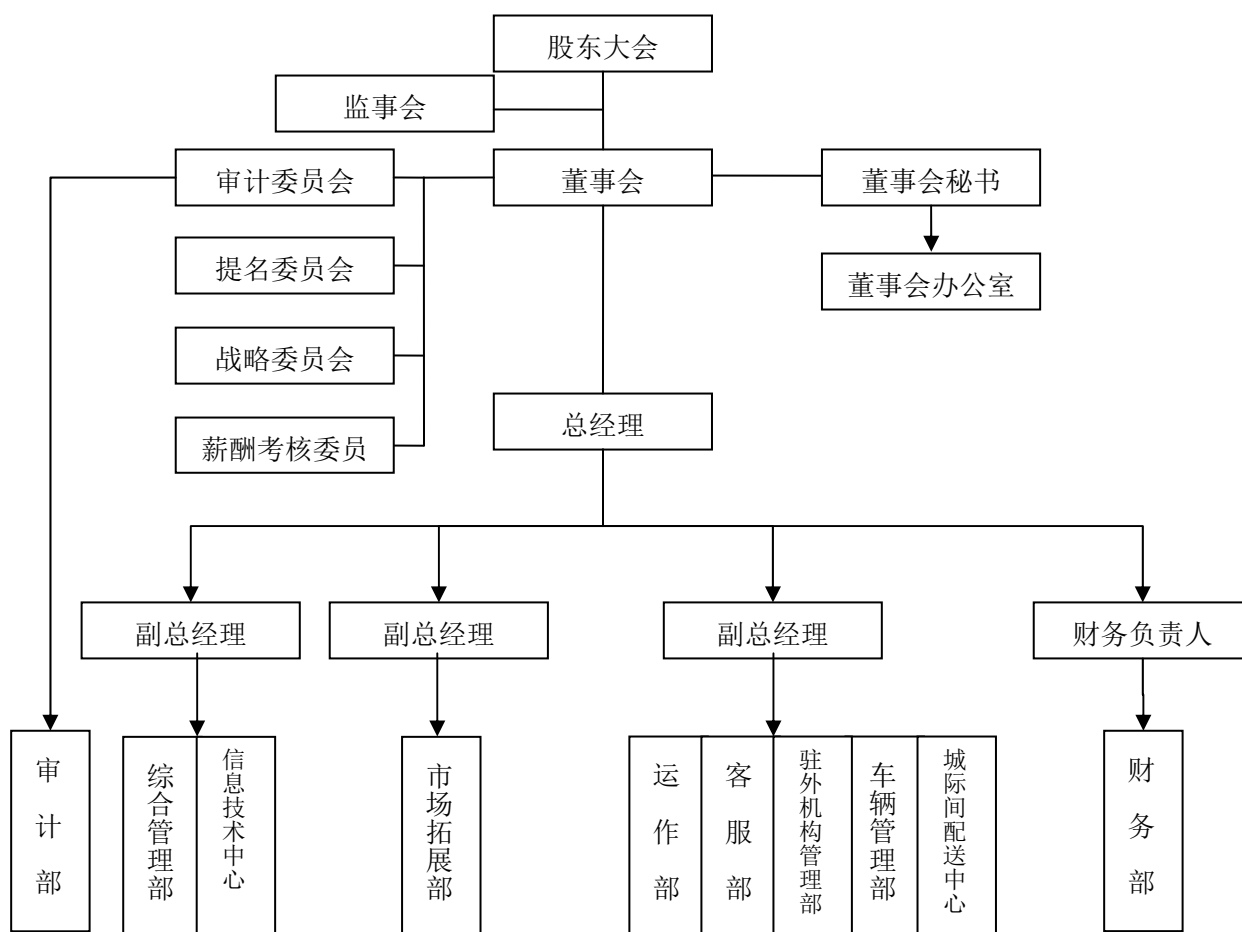 股东大会
监事会
审计委员会
董事会
董事会秘书
提名委员会
董事会办公室
战略委员会
总经理
薪酬考核委员
副总经理
副总经理
副总经理
财务负责人
审计部
综合管理部
信息技术中心
市场拓展部
运作部
客服部
驻外机构管理部
车辆管理部
城际间配送中心
财务部